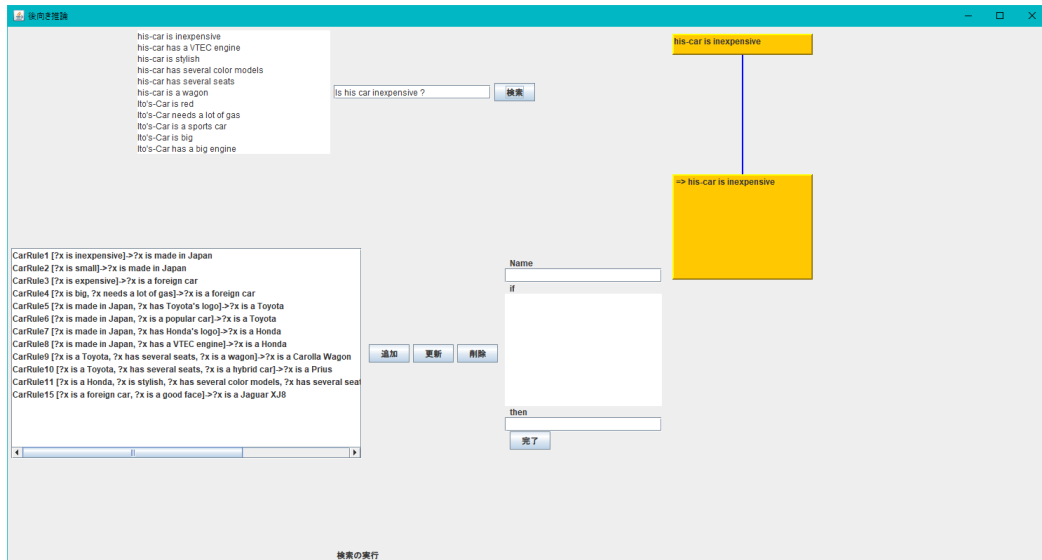 後向き推論
his-car is inexpensive
his-car has a VTEC engine
his-car is stylish
his-car has several color models
his-car has several seats
his-car is a wagon
Ito's-Car is red
Ito's-Car needs a lot of gas
Ito's-Car is a sports car
Ito's-Car is big
Ito's-Car has a big engine
Is his car inexpensive ?
検索
his-car is inexpensive
=> his-car is inexpensive
CarRule1 [?x is inexpensive]->?x is made in Japan
CarRule2 [?x is small]->?x is made in Japan
CarRule3 [?x is expensive]->?x is a foreign car
CarRule4 [?x is big, ?x needs a lot of gas]->?x is a foreign car
CarRule5 [?x is made in Japan, ?x has Toyota's logo]->?x is a Toyota
CarRule6 [?x is made in Japan, ?x is a popular car]->?x is a Toyota
CarRule7 [?x is made in Japan, ?x has Honda's logo]->?x is a Honda
CarRule8 [?x is made in Japan, ?x has a VTEC engine]->?x is a Honda
CarRule9 [?x is a Toyota, ?x has several seats, ?x is a wagon]->?x is a Carolla Wagon
CarRule10 [?x is a Toyota, ?x has several seats, ?x is a hybrid car]->?x is a Prius
CarRule11 [?x is a Honda, ?x is stylish, ?x has several color models, ?x has several seat
CarRule15 [?x is a foreign car, ?x is a good face]->?x is a Jaguar XJ8
追加
更新
削除
Name
if
then
完了
検索の実行